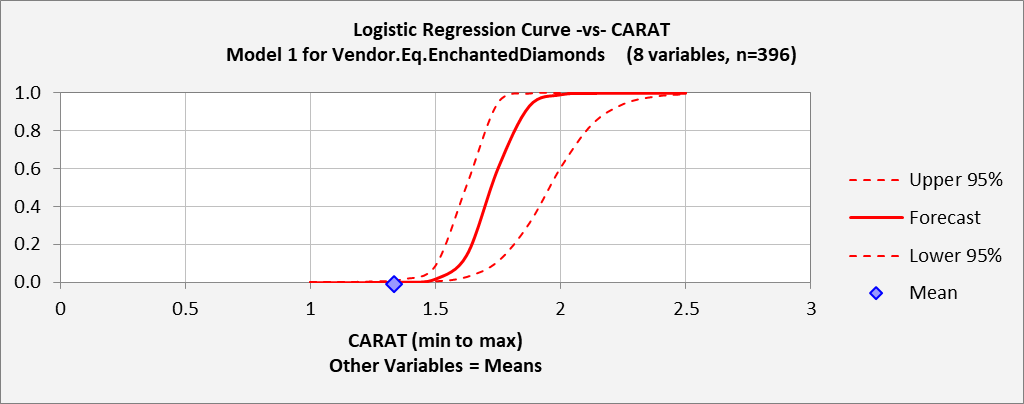 Logistic Regression Curve -vs- CARAT
Model 1 for Vendor.Eq.EnchantedDiamonds (8 variables, n=396)
1.0
0.8
0.6
0.4
0.2
0.0
0 0.5 1 1.5 2 2.5 3
CARAT (min to max)
Other Variables = Means
Upper 95%
Forecast
Lower 95%
Mean